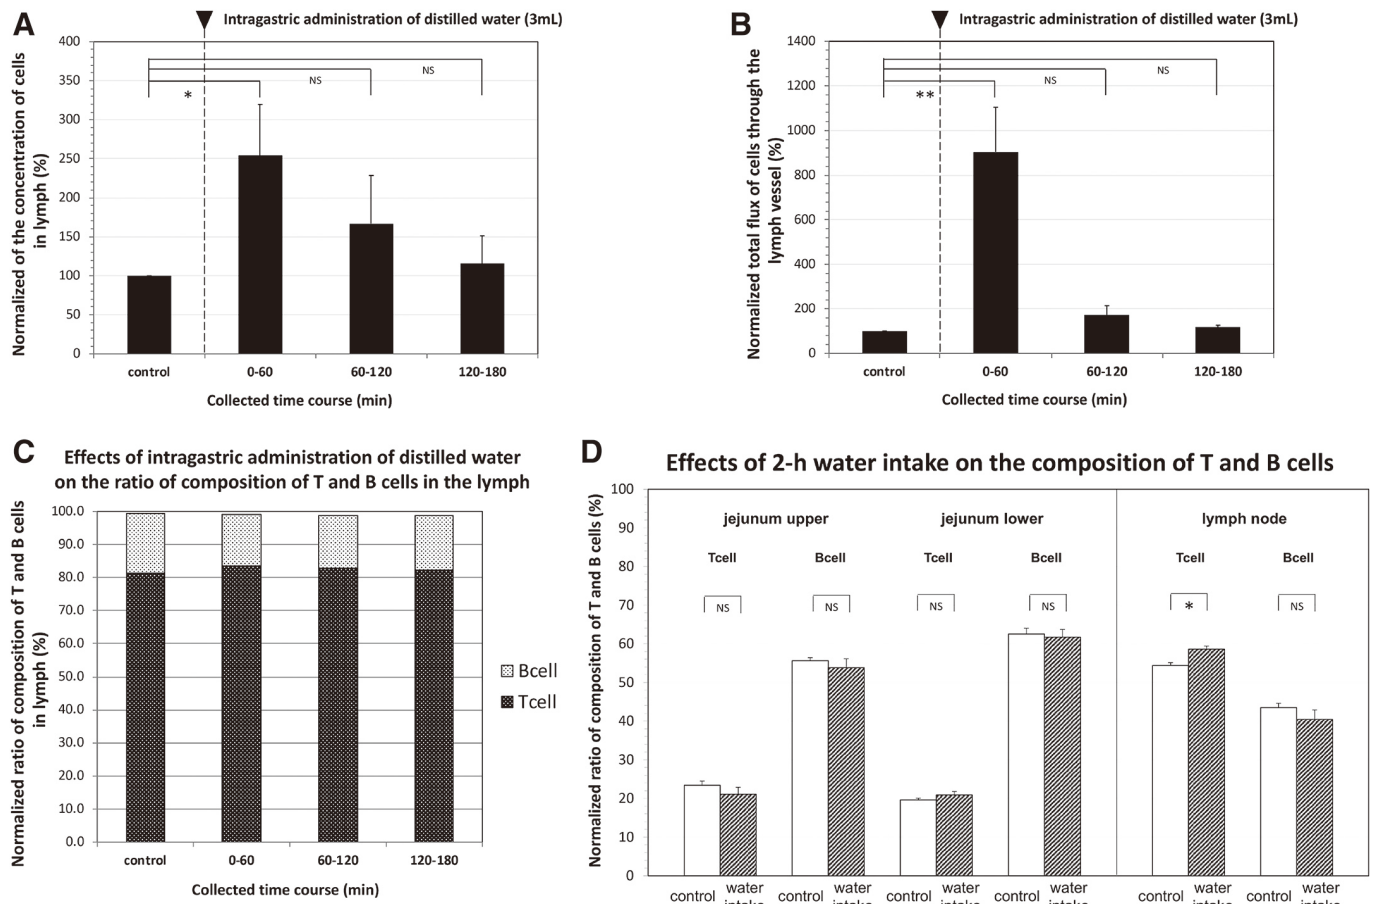 A
Intragastric administration of distilled water (3mL)
Normalized of the concentration of cells
in lymph (%)
400
350
300
250
200
150
100
50
0
*
NS
NS
control
0-60
60-120
120-180
Collected time course (min)
B
Intragastric administration of distilled water (3mL)
Normalized total flux of cells through the
lymph vessel (%)
1400
1200
1000
800
600
400
200
0
**
NS
NS
control
0-60
60-120
120-180
Collected time course (min)
C
Effects of intragastric administration of distilled water
on the ratio of composition of T and B cells in the lymph
Normalized ratio of composition of T and B cells
in lymph (%)
100.0
90.0
80.0
70.0
60.0
50.0
40.0
30.0
20.0
10.0
0.0
Bcell
Tcell
control
0-60
60-120
120-180
Collected time course (min)
D
Effects of 2-h water intake on the composition of T and B cells
Normalized ratio of composition of T and B cells (%)
100
90
80
70
60
50
40
30
20
10
0
jejunum upper
jejunum lower
lymph node
Tcell
Bcell
Tcell
Bcell
Tcell
Bcell
NS
NS
NS
NS
*
NS
control
water
intake
control
water
intake
control
water
intake
control
water
intake
control
water
intake
control
water
intake